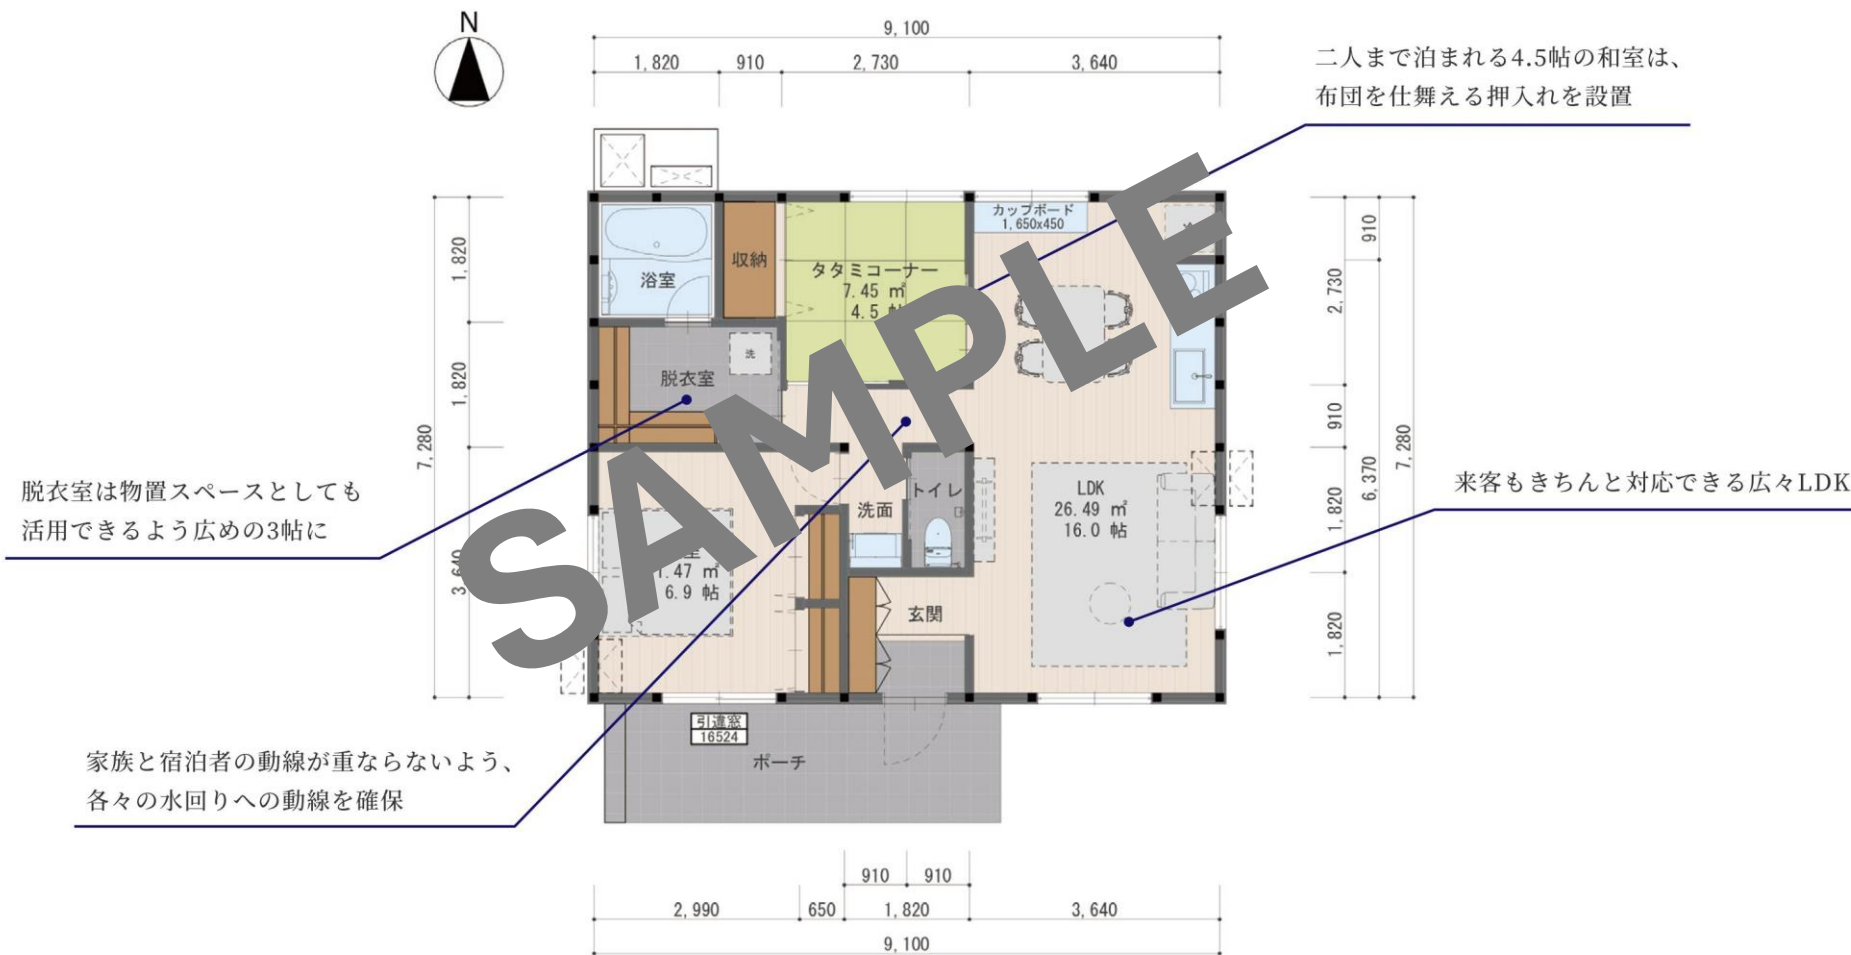 N
9,100
1,820
910
2,730
3,640
二人まで泊まれる4.5帖の和室は、
布団を仕舞える押入れを設置
カップボード
1,650x450
収納
浴室
タタミコーナー
7.45 ㎡
4.5
洗
脱衣室
1,820
1,820
7,280
910
2,730
910
1,820
1,820
6,370
7,280
脱衣室は物置スペースとしても
活用できるよう広めの3帖に
トイレ
洗面
LDK
26.49 ㎡
16.0 帖
来客もきちんと対応できる広々LDK
1.47 ㎡
6.9 帖
玄関
SAMPLE
引違窓
16524
ポーチ
家族と宿泊者の動線が重ならないよう、
各々の水回りへの動線を確保
910
910
2,990
650
1,820
3,640
9,100